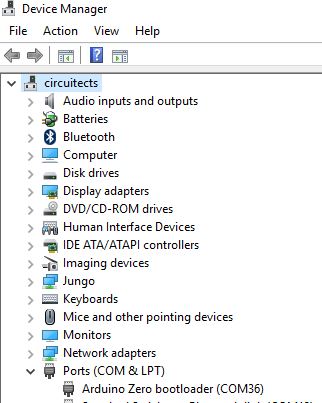 Device Manager
File Action View Help
circuitects
Audio inputs and outputs
Batteries
Bluetooth
Computer
Disk drives
Display adapters
DVD/CD-ROM drives
Human Interface Devices
IDE ATA/ATAPI controllers
Imaging devices
Jungo
Keyboards
Mice and other pointing devices
Monitors
Network adapters
Ports (COM & LPT)
Arduino Zero bootloader (COM36)